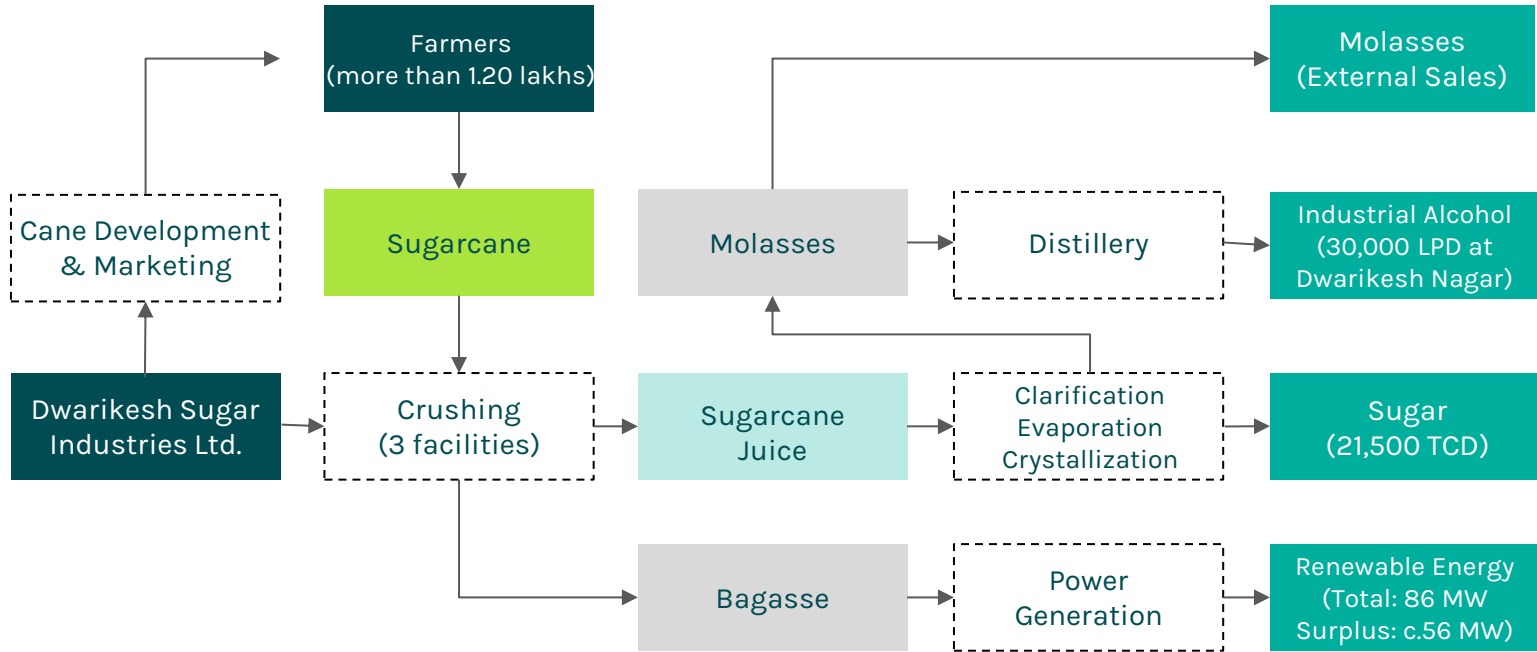 Farmers
(more than 1.20 lakhs)
Molasses
(External Sales)
Cane Development
& Marketing
Sugarcane
Molasses
Distillery
Industrial Alcohol
(30,000 LPD at
Dwarikesh Nagar)
Dwarikesh Sugar
Industries Ltd.
Crushing
(3 facilities)
Sugarcane
Juice
Clarification
Evaporation
Crystallization
Sugar
(21,500 TCD)
Bagasse
Power
Generation
Renewable Energy
(Total: 86 MW
Surplus: c.56 MW)